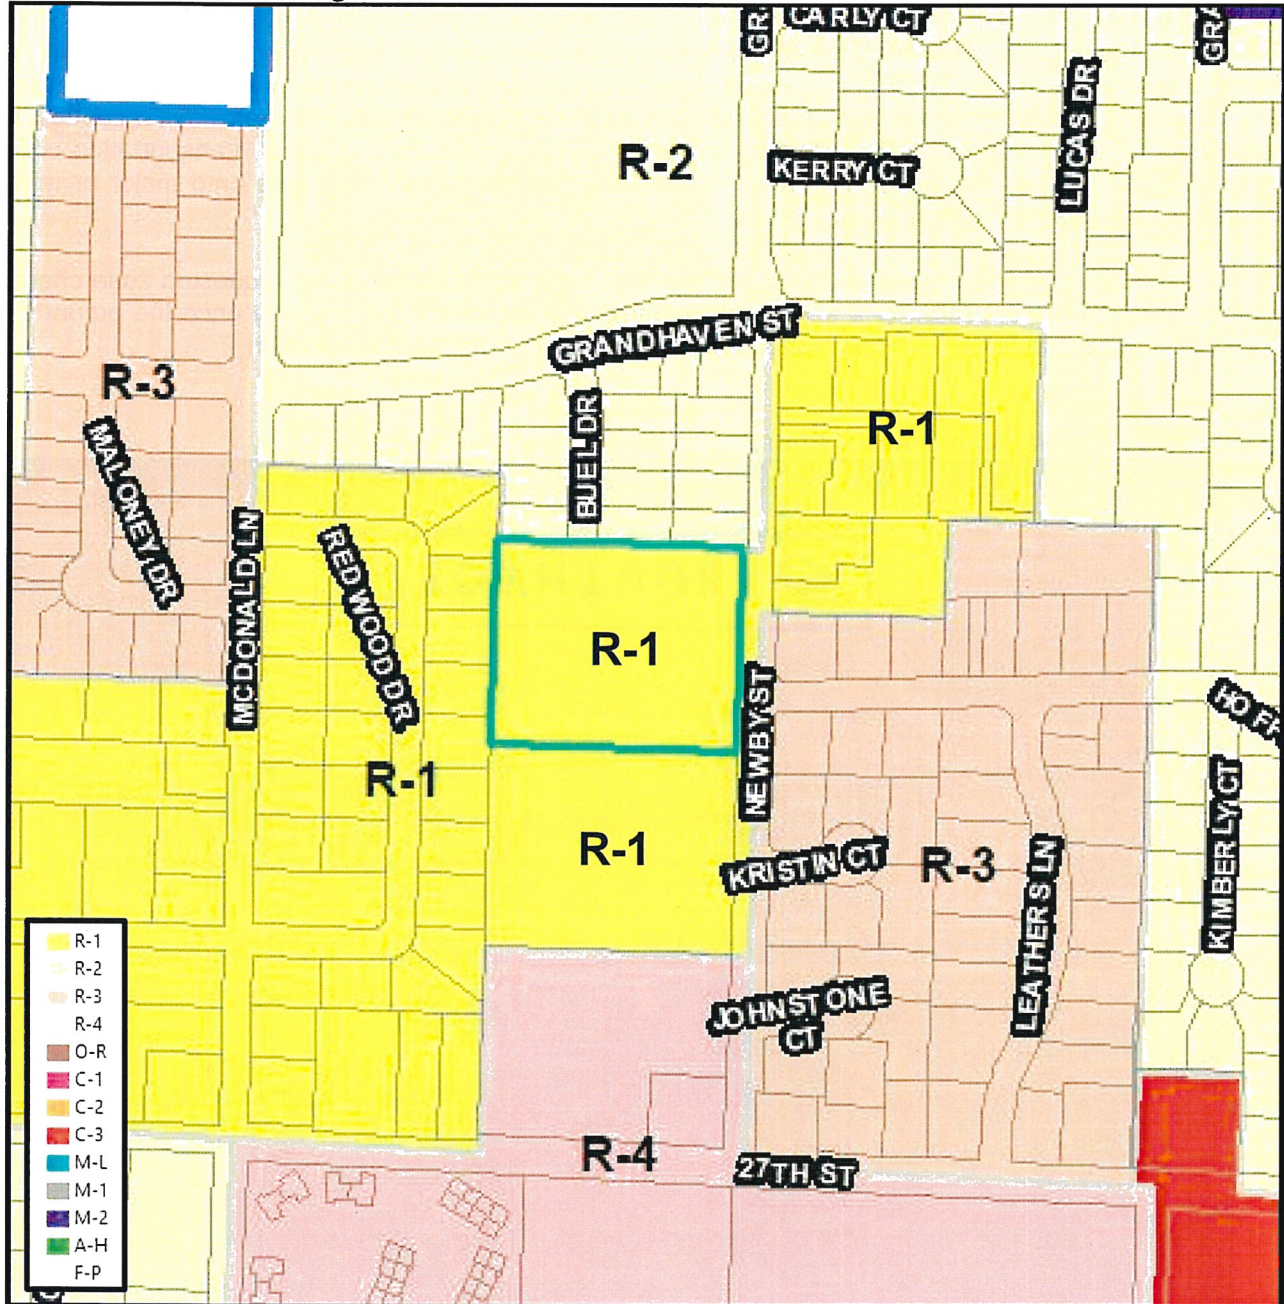 CARLY CT
R-2
KERRY CT
LUCAS DR
GRANDHAVEN ST
R-3
BUEL DR
R-1
MALONEY DR
MCDONALD LN
REDWOOD DR
R-1
NEWBY ST
R-1
R-1
KRISTIN CT
R-3
LEATHERS LN
KIMBERLY CT
JOHNSTONE
CT
R-4
27TH ST
R-1
R-2
R-3
R-4
O-R
C-1
C-2
C-3
M-L
M-1
M-2
A-H
F-P